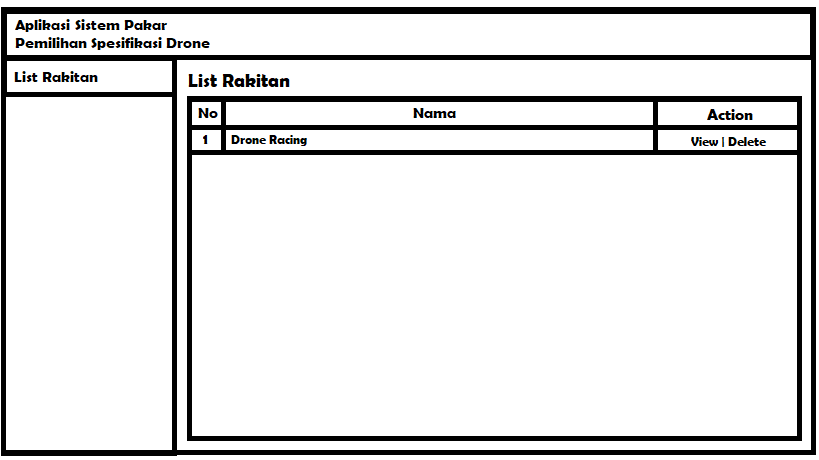 Aplikasi Sistem Pakar
Pemilihan Spesifikasi Drone
List Rakitan
List Rakitan
No Nama Action
1 Drone Racing View | Delete